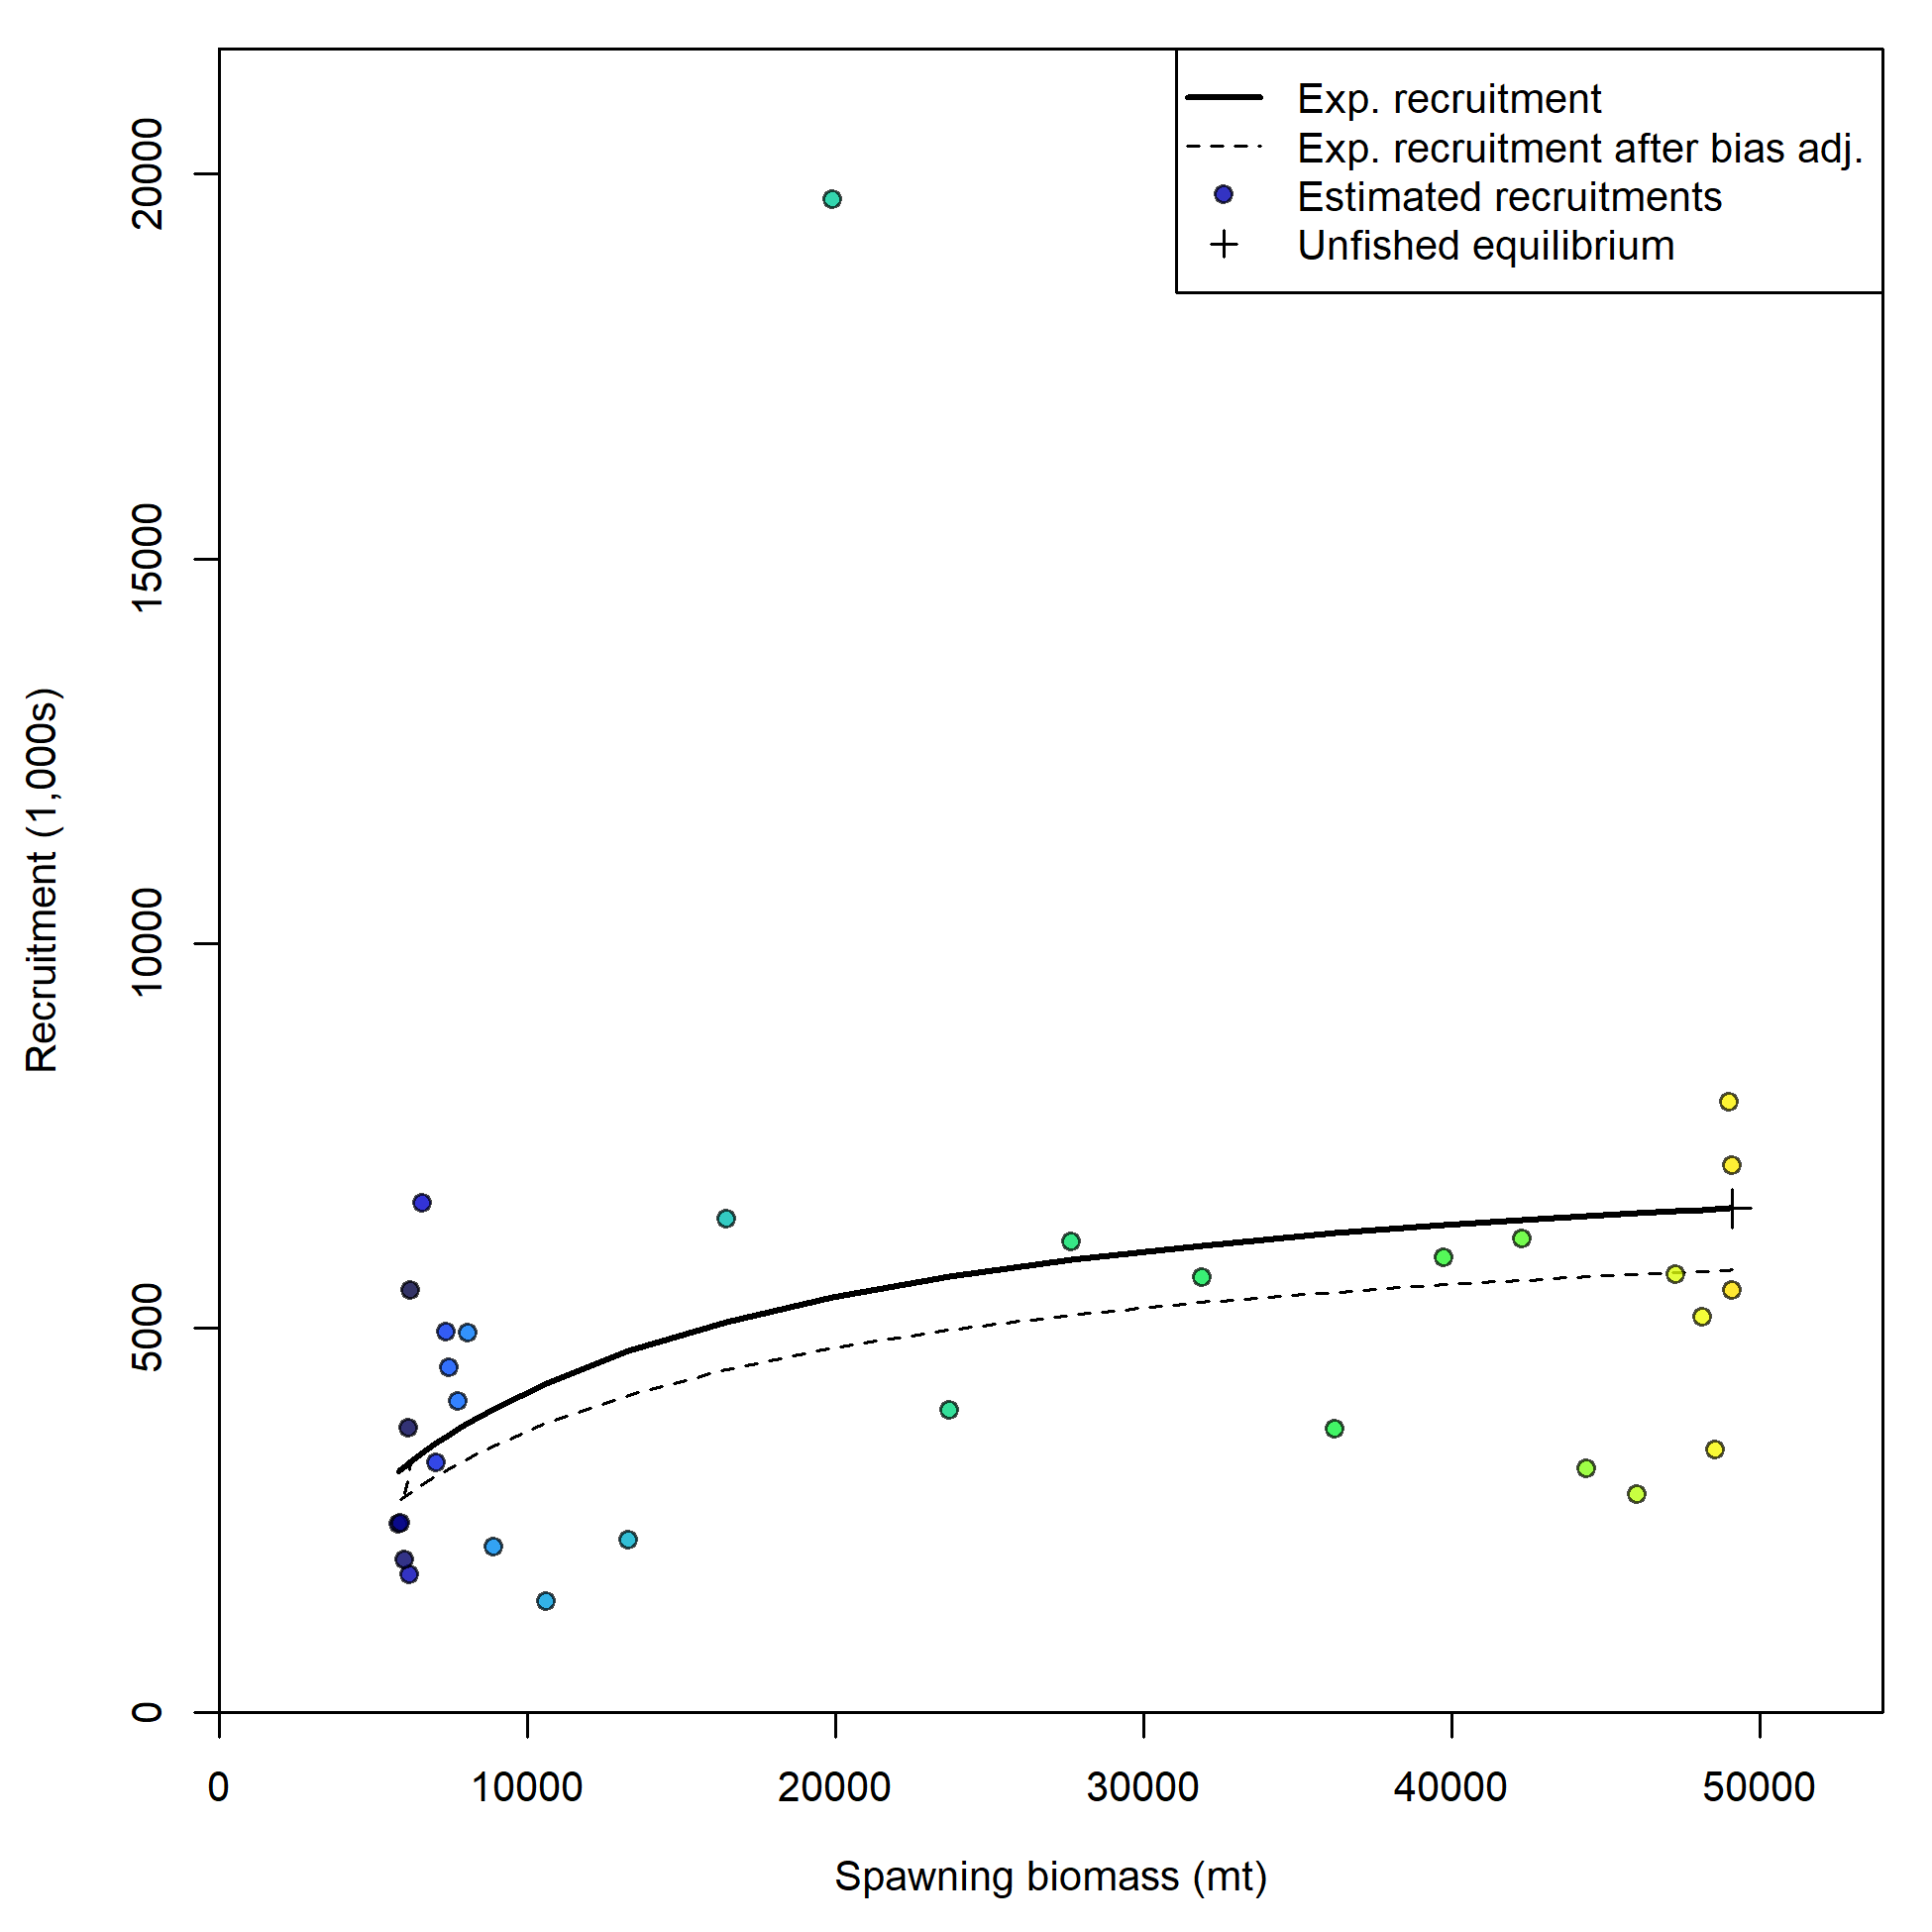 Exp. recruitment
Exp. recruitment after bias adj.
Estimated recruitments
Unfished equilibrium
Recruitment (1,000s)
20000
15000
10000
5000
0
0 10000 20000 30000 40000 50000
Spawning biomass (mt)